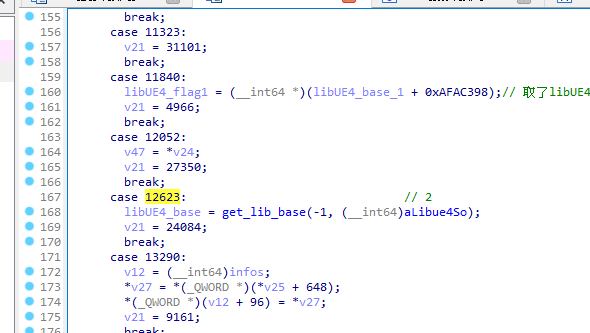 155 break;
156 case 11323:
157 v21 = 31101;
158 break;
159 case 11840:
160 libUE4_flag1 = (__int64 *)(libUE4_base_1 + 0xAFAC398);// 取了libUE4
161 v21 = 4966;
162 break;
163 case 12052:
164 v47 = *v24;
165 v21 = 27350;
166 break;
167 case 12623: // 2
168 libUE4_base = get_lib_base(-1, (__int64)aLibue4So);
169 v21 = 24084;
170 break;
171 case 13290:
172 v12 = (__int64)infos;
173 *v27 = *(_QWORD *)(*v25 + 648);
174 *(_QWORD *)(v12 + 96) = *v27;
175 v21 = 9161;
176 break;